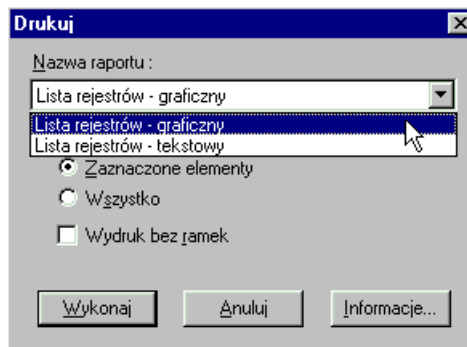 Drukuj
Nazwa raportu :
Lista rejestrów - graficzny
Lista rejestrów - graficzny
Lista rejestrów - tekstowy
Zaznaczone elementy
Wszystko
Wydruk bez ramek
Wykonaj Anuluj Informacje...